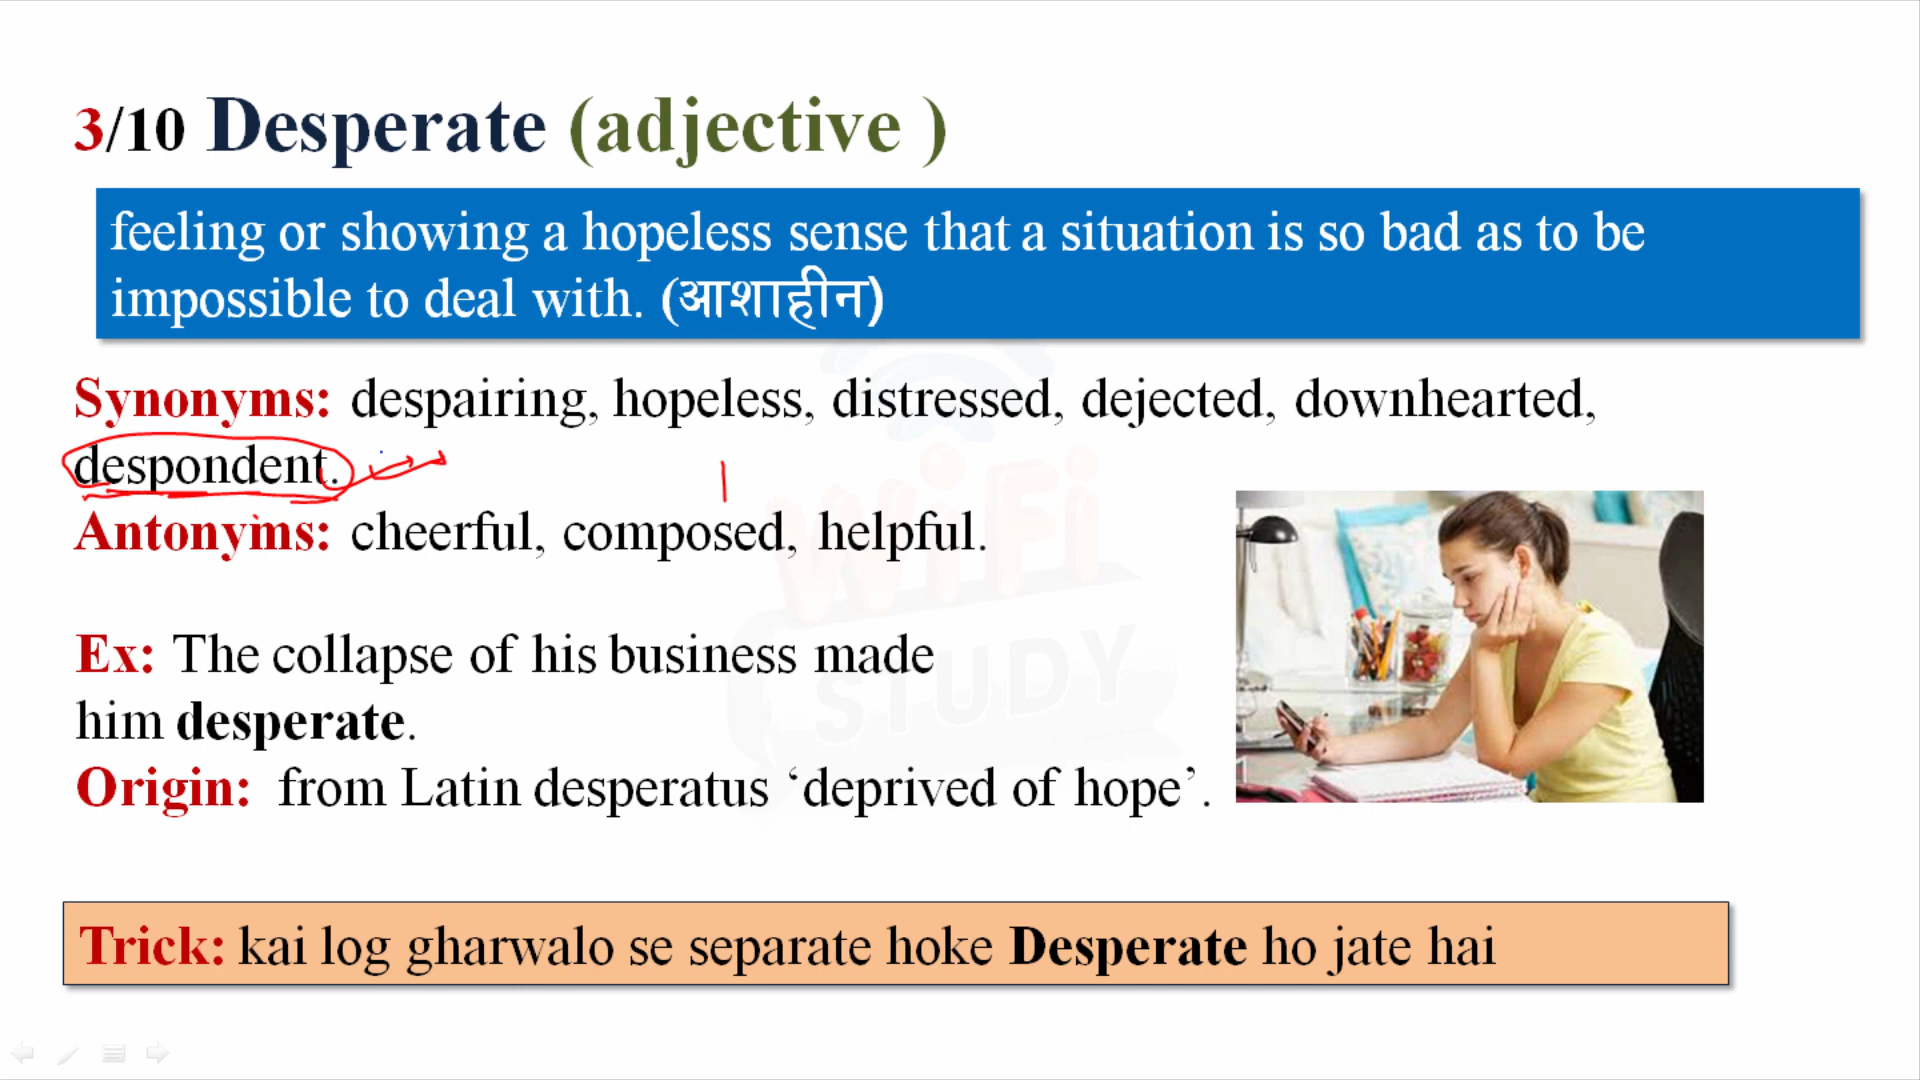 3/10 Desperate (adjective )
feeling or showing a hopeless sense that a situation is so bad as to be
impossible to deal with. (आशाहीन)
Synonyms: despairing, hopeless, distressed, dejected, downhearted,
despondent.
Antonyms: cheerful, composed, helpful.
WiFi
STUDY
Ex: The collapse of his business made
him desperate.
Origin: from Latin desperatus ‘deprived of hope’.
Trick: kai log gharwalo se separate hoke Desperate ho jate hai